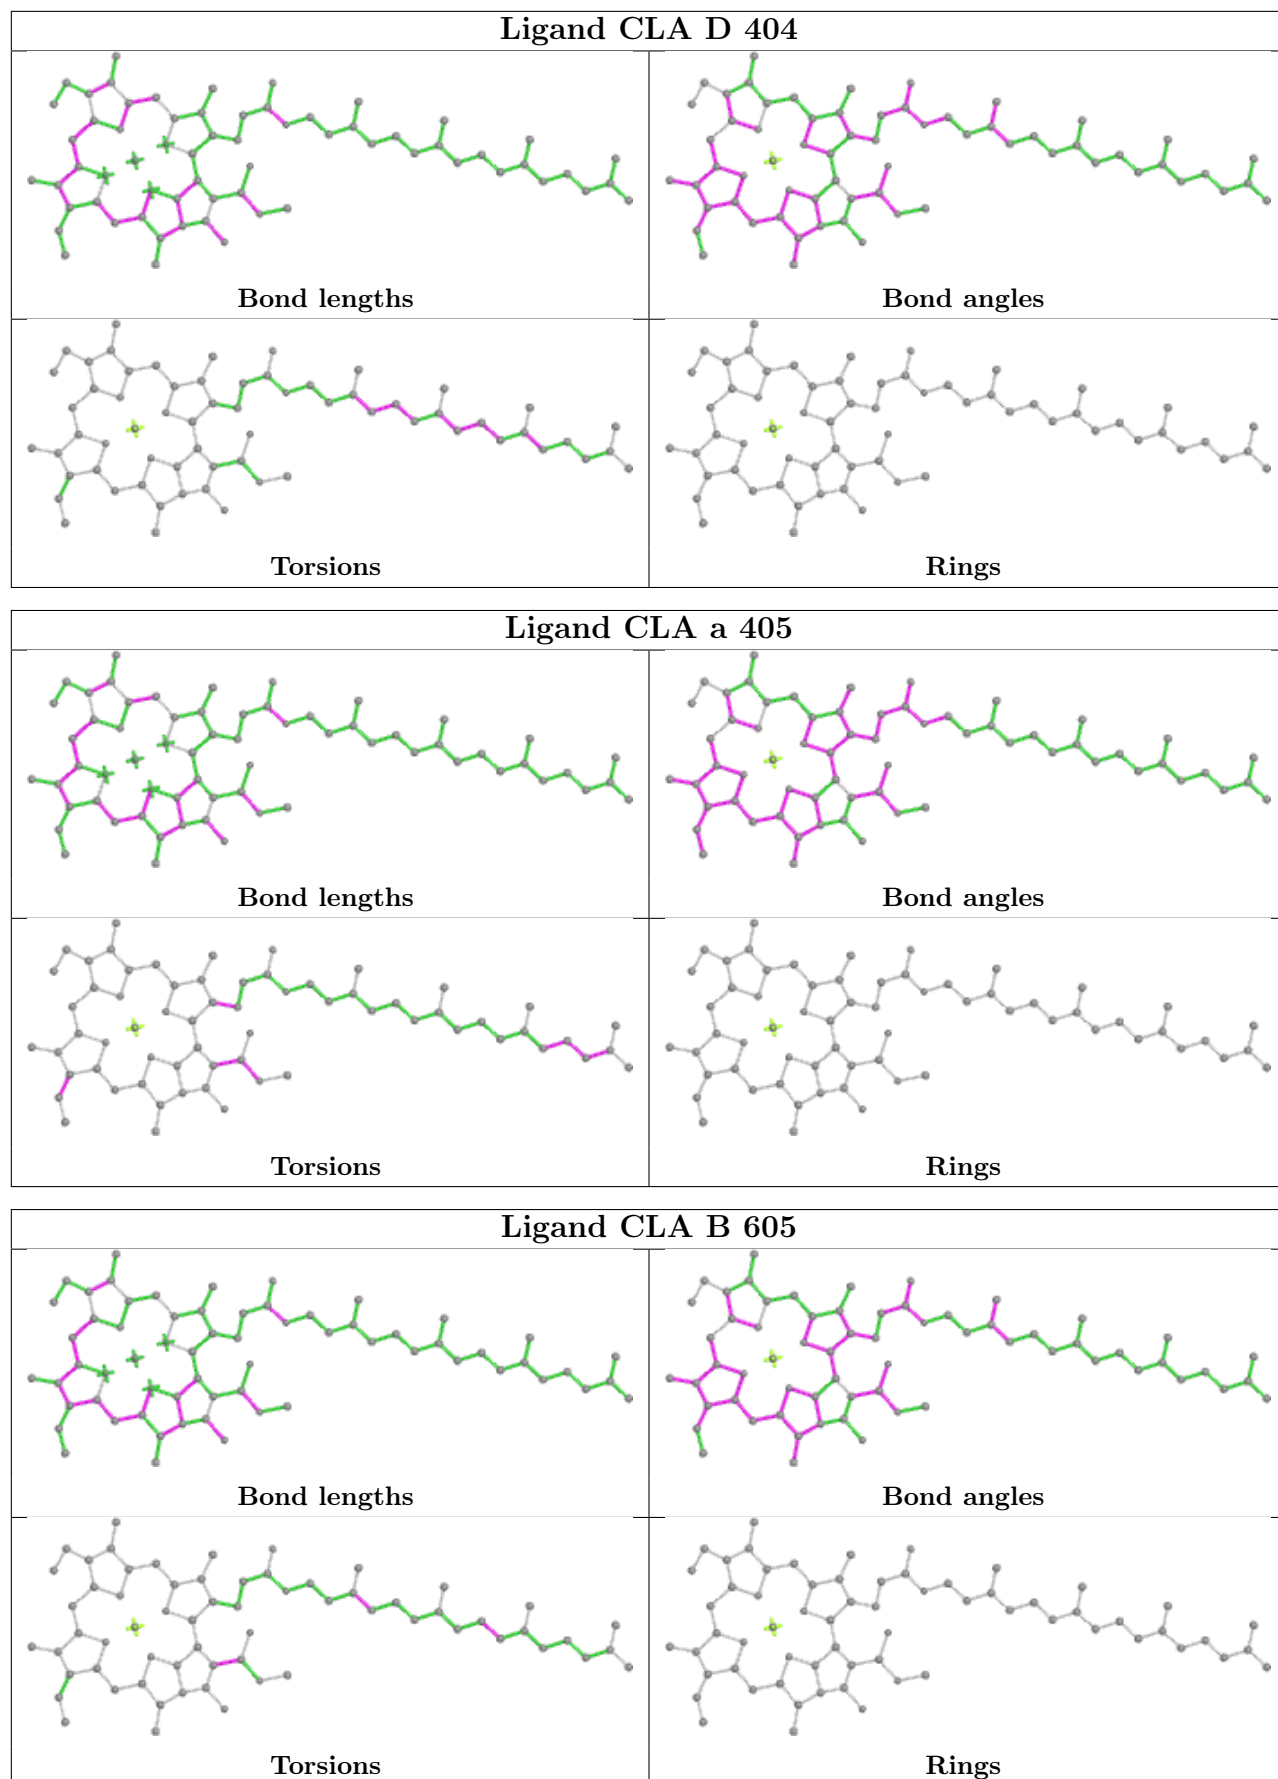 Ligand CLA D 404
Bond lengths
Bond angles
Torsions
Rings
Ligand CLA a 405
Bond lengths
Bond angles
Torsions
Rings
Ligand CLA B 605
Bond lengths
Bond angles
Torsions
Rings